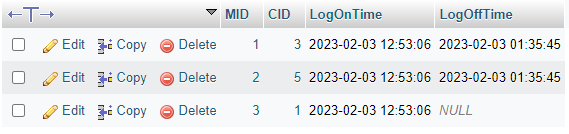 MID CID LogOnTime LogOffTime
Edit Copy Delete 1 3 2023-02-03 12:53:06 2023-02-03 01:35:45
Edit Copy Delete 2 5 2023-02-03 12:53:06 2023-02-03 01:35:45
Edit Copy Delete 3 1 2023-02-03 12:53:06 NULL